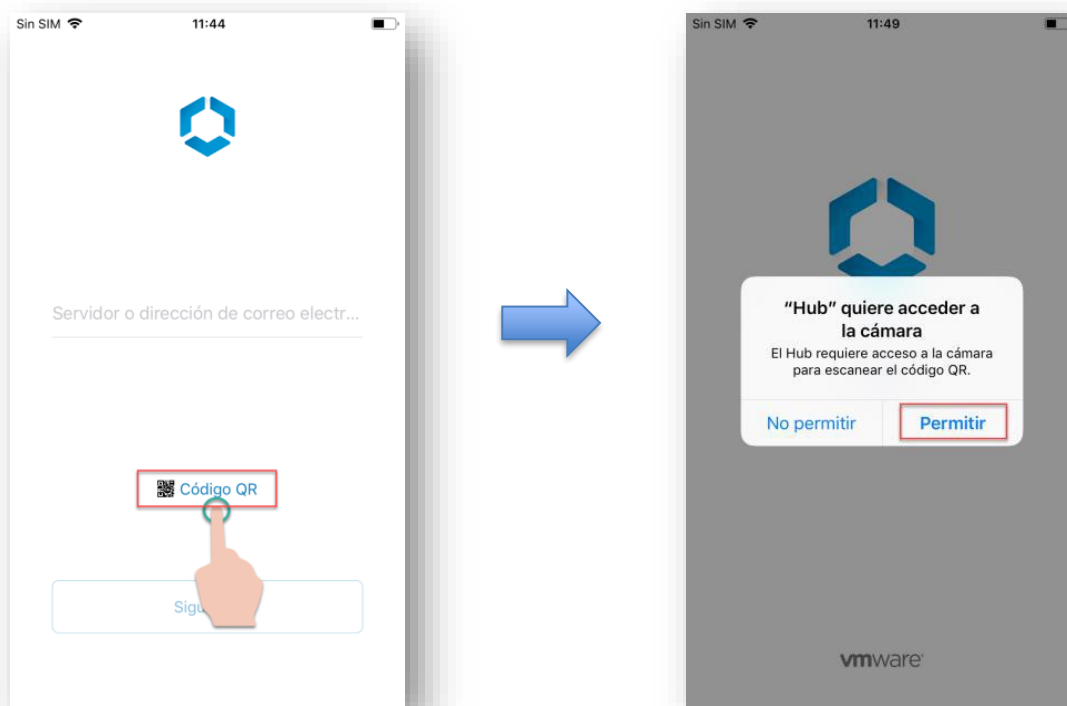 Sin SIM 11:44
Servidor o dirección de correo electr...
Código QR
Sin SIM 11:49
“Hub” quiere acceder a
la cámara
El Hub requiere acceso a la cámara
para escanear el código QR.
No permitir Permitir
vmware